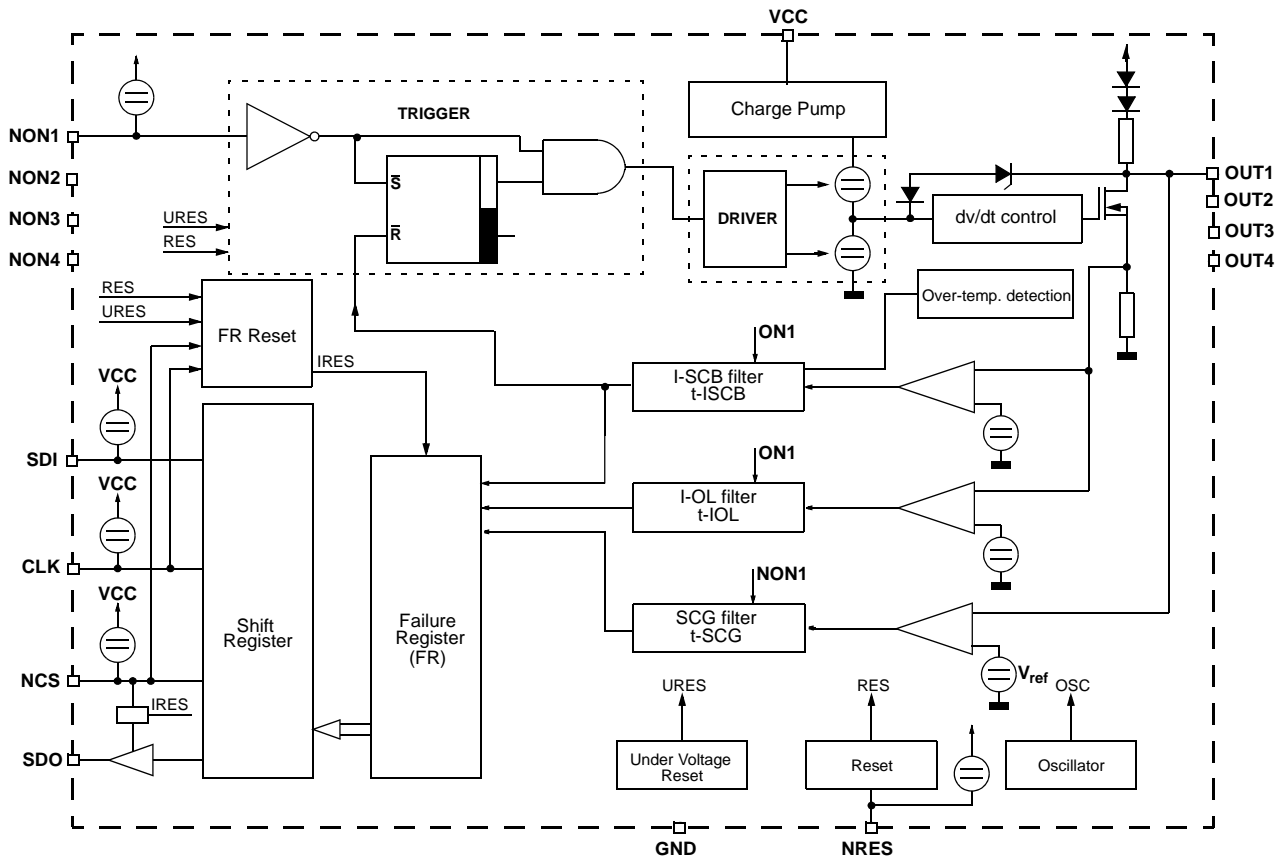 VCC
Charge Pump
TRIGGER
NON1
NON2
NON3
NON4
URES
RES
S̅
R̅
DRIVER
dv/dt control
OUT1
OUT2
OUT3
OUT4
Over-temp. detection
RES
URES
FR Reset
IRES
ON1
I-SCB filter
t-ISCB
VCC
SDI
ON1
I-OL filter
t-IOL
VCC
CLK
NON1
SCG filter
t-SCG
VCC
Shift
Register
Failure
Register
(FR)
NCS
IRES
SDO
Vref
URES
RES
OSC
Under Voltage
Reset
Reset
Oscillator
GND
NRES